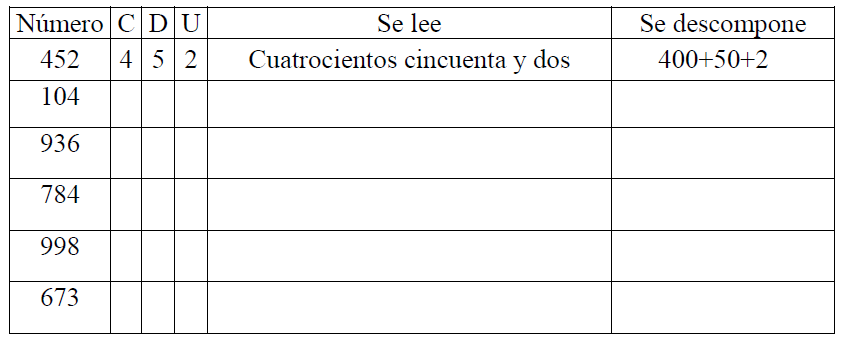 Número C D U Se lee Se descompone
452 4 5 2 Cuatrocientos cincuenta y dos 400+50+2
104
936
784
998
673